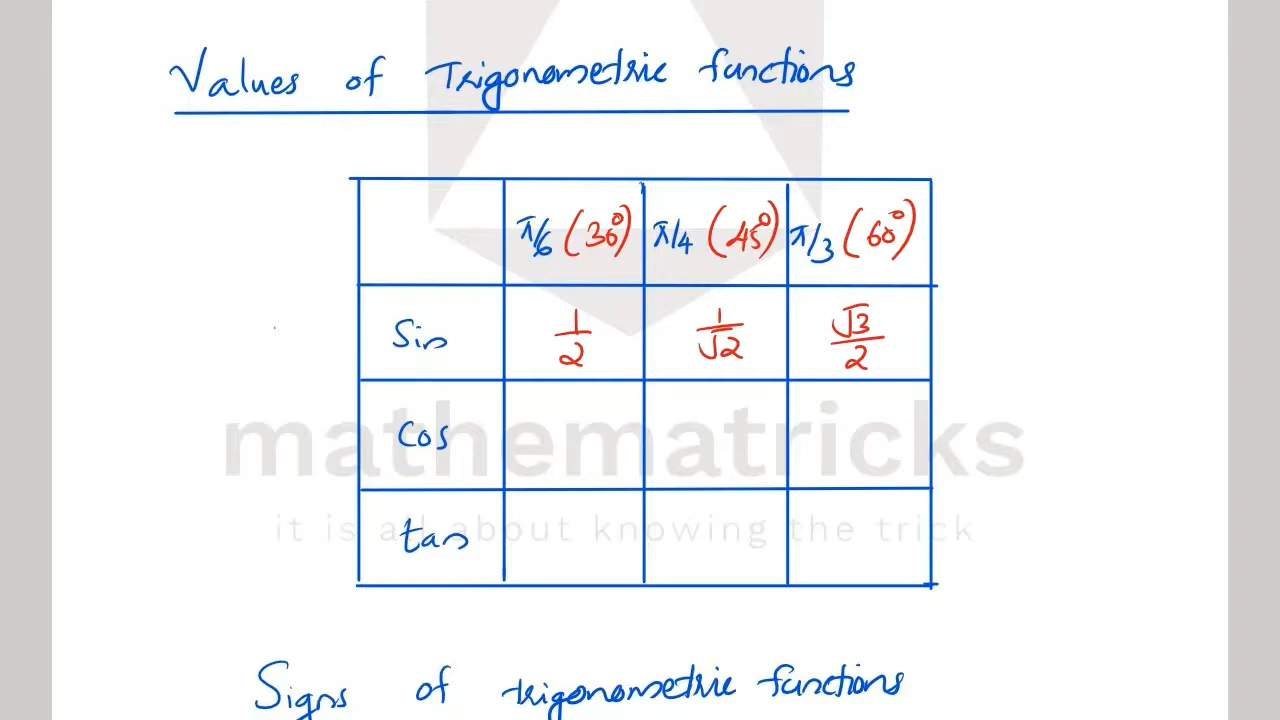 Values of Trigonometric functions
π/6 (30°) π/4 (45°) π/3 (60°)
Sin 1/2 1/√2 √3/2
Cos
tan
mathematricks
it is all about knowing the trick
Signs of trigonometric functions